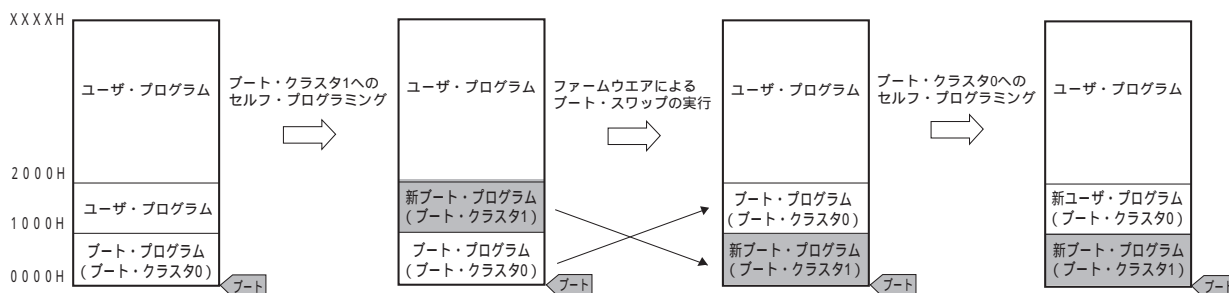 XXXXH
2000H
1000H
0000H
ユーザ・プログラム
ユーザ・プログラム
ブート・プログラム
(ブート・クラスタ0)
ブート
ブート・クラスタ1への
セルフ・プログラミング
ユーザ・プログラム
新ブート・プログラム
(ブート・クラスタ1)
ブート・プログラム
(ブート・クラスタ0)
ブート
ファームウエアによる
ブート・スワップの実行
ユーザ・プログラム
ブート・プログラム
(ブート・クラスタ0)
新ブート・プログラム
(ブート・クラスタ1)
ブート
ブート・クラスタ0への
セルフ・プログラミング
ユーザ・プログラム
新ユーザ・プログラム
(ブート・クラスタ0)
新ブート・プログラム
(ブート・クラスタ1)
ブート